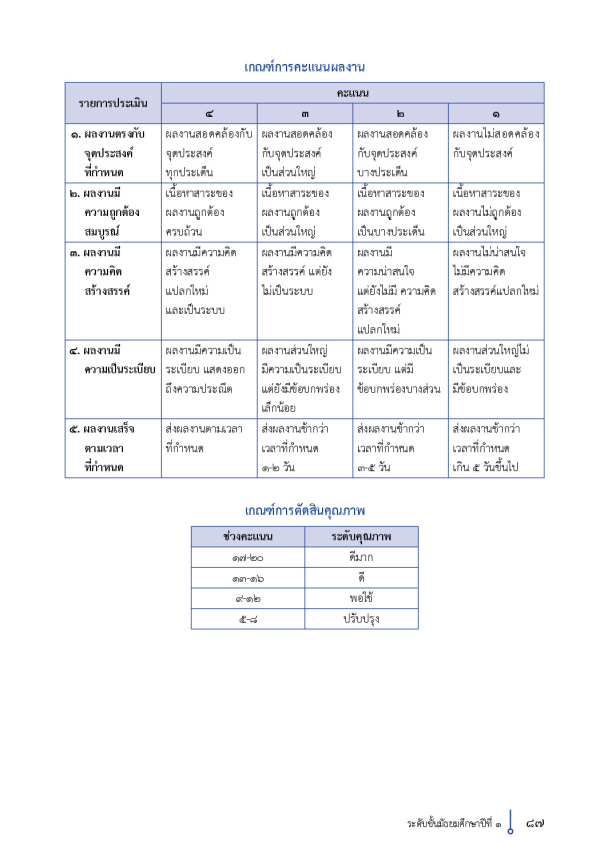 เกณฑ์การคะแนนผลงาน
รายการประเมิน
คะแนน
๔ ๓ ๒ ๑
๑. ผลงานตรงกับ
จุดประสงค์
ที่กำหนด
ผลงานสอดคล้องกับ
จุดประสงค์
ทุกประเด็น
ผลงานสอดคล้อง
กับจุดประสงค์
เป็นส่วนใหญ่
ผลงานสอดคล้อง
กับจุดประสงค์
บางประเด็น
ผลงานไม่สอดคล้อง
กับจุดประสงค์
๒. ผลงานมี
ความถูกต้อง
สมบูรณ์
เนื้อหาสาระของ
ผลงานถูกต้อง
ครบถ้วน
เนื้อหาสาระของ
ผลงานถูกต้อง
เป็นส่วนใหญ่
เนื้อหาสาระของ
ผลงานถูกต้อง
เป็นบางประเด็น
เนื้อหาสาระของ
ผลงานไม่ถูกต้อง
เป็นส่วนใหญ่
๓. ผลงานมี
ความคิด
สร้างสรรค์
ผลงานมีความคิด
สร้างสรรค์
แปลกใหม่
และเป็นระบบ
ผลงานมีความคิด
สร้างสรรค์ แต่ยัง
ไม่เป็นระบบ
ผลงานมี
ความน่าสนใจ
แต่ยังไม่มี ความคิด
สร้างสรรค์
แปลกใหม่
ผลงานไม่น่าสนใจ
ไม่มีความคิด
สร้างสรรค์แปลกใหม่
๔. ผลงานมี
ความเป็นระเบียบ
ผลงานมีความเป็น
ระเบียบ แสดงออก
ถึงความประณีต
ผลงานส่วนใหญ่
มีความเป็นระเบียบ
แต่ยังมีข้อบกพร่อง
เล็กน้อย
ผลงานมีความเป็น
ระเบียบ แต่มี
ข้อบกพร่องบางส่วน
ผลงานส่วนใหญ่ไม่
เป็นระเบียบและ
มีข้อบกพร่อง
๕. ผลงานเสร็จ
ตามเวลา
ที่กำหนด
ส่งผลงานตามเวลา
ที่กำหนด
ส่งผลงานช้ากว่า
เวลาที่กำหนด
๑-๒ วัน
ส่งผลงานช้ากว่า
เวลาที่กำหนด
๓-๕ วัน
ส่งผลงานช้ากว่า
เวลาที่กำหนด
เกิน ๕ วันขึ้นไป
เกณฑ์การตัดสินคุณภาพ
ช่วงคะแนน ระดับคุณภาพ
๑๗-๒๐ ดีมาก
๑๓-๑๖ ดี
๙-๑๒ พอใช้
๕-๘ ปรับปรุง
ระดับชั้นมัธยมศึกษาปีที่ ๑ ๘๗